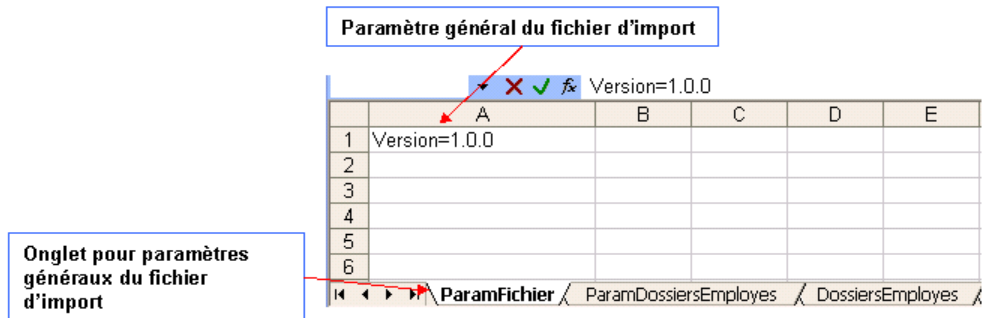 Paramètre général du fichier d'import
fx Version=1.0.0
A B C D E
1 Version=1.0.0
2
3
4
5
6
Onglet pour paramètres
généraux du fichier
d'import
ParamFichier ParamDossiersEmployes DossiersEmployes